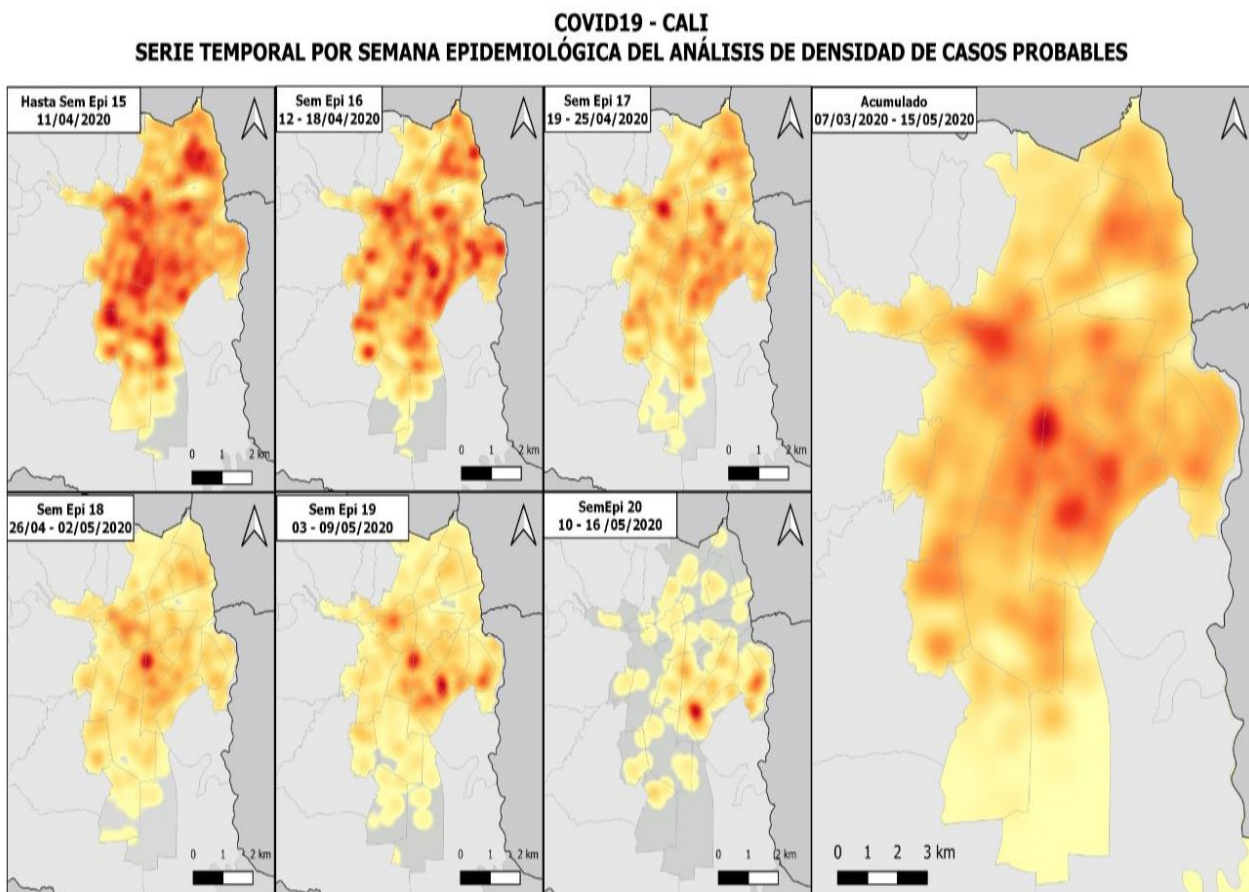 COVID19 - CALI
SERIE TEMPORAL POR SEMANA EPIDEMIOLÓGICA DEL ANÁLISIS DE DENSIDAD DE CASOS PROBABLES
Hasta Sem Epi 15
11/04/2020
0 1 2 km
Sem Epi 16
12 - 18/04/2020
0 1 2 km
Sem Epi 17
19 - 25/04/2020
0 1 2 km
Acumulado
07/03/2020 - 15/05/2020
0 1 2 3 km
Sem Epi 18
26/04 - 02/05/2020
0 1 2 km
Sem Epi 19
03 - 09/05/2020
0 1 2 km
SemEpi 20
10 - 16 /05/2020
0 1 2 km